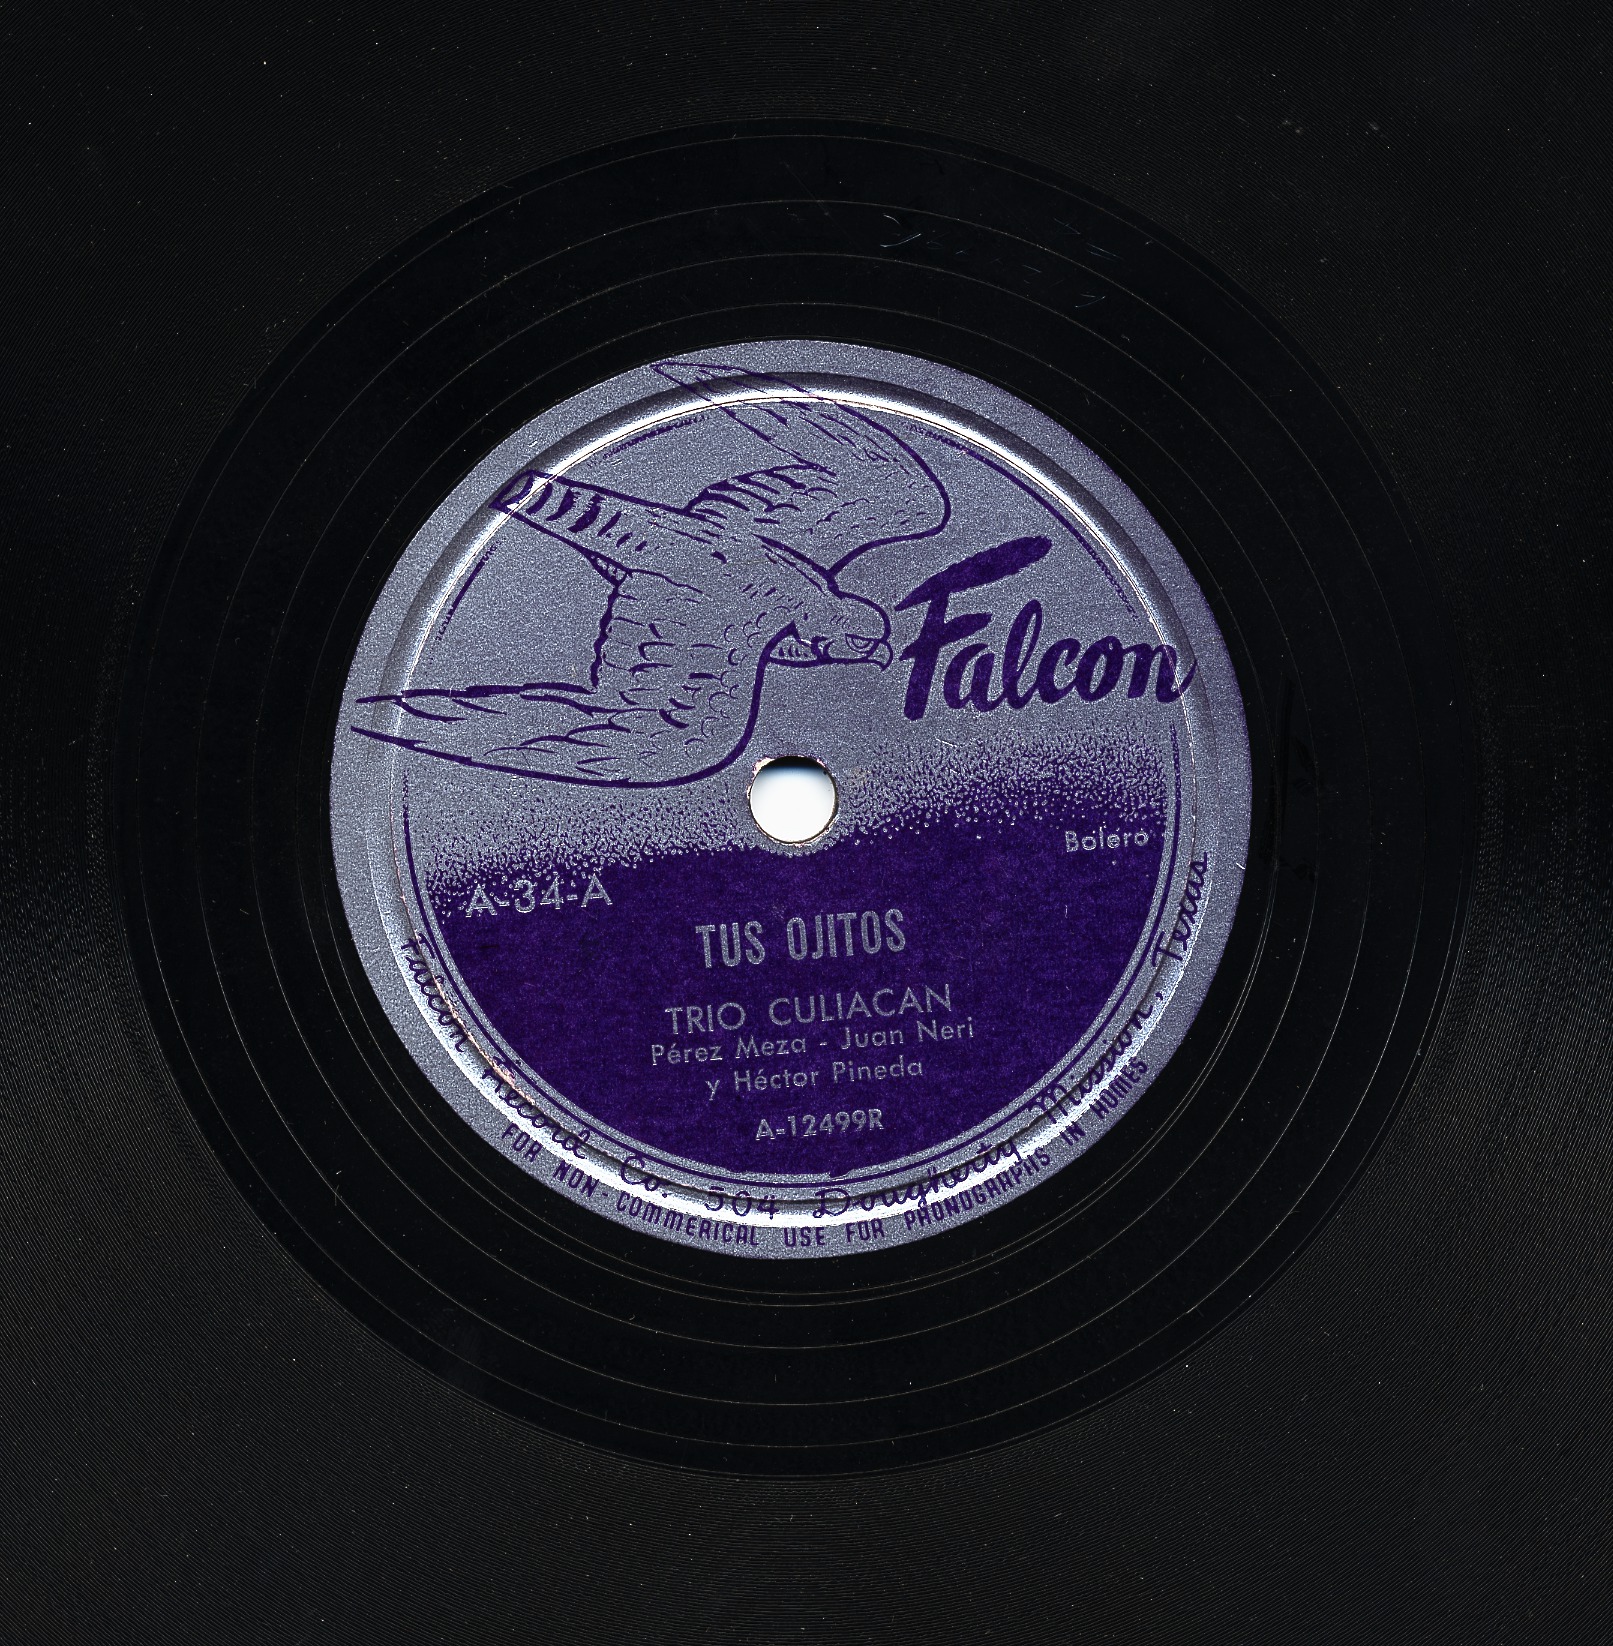 Falcon
Bolero
A-34-A
TUS OJITOS
TRIO CULIACAN
Pérez Meza - Juan Neri
y Héctor Pineda
A-12499R
Falcon Record Co. 504 Dougherty - Mission, Texas
FOR NON-COMMERICAL USE FOR PHONOGRAPHS IN HOMES